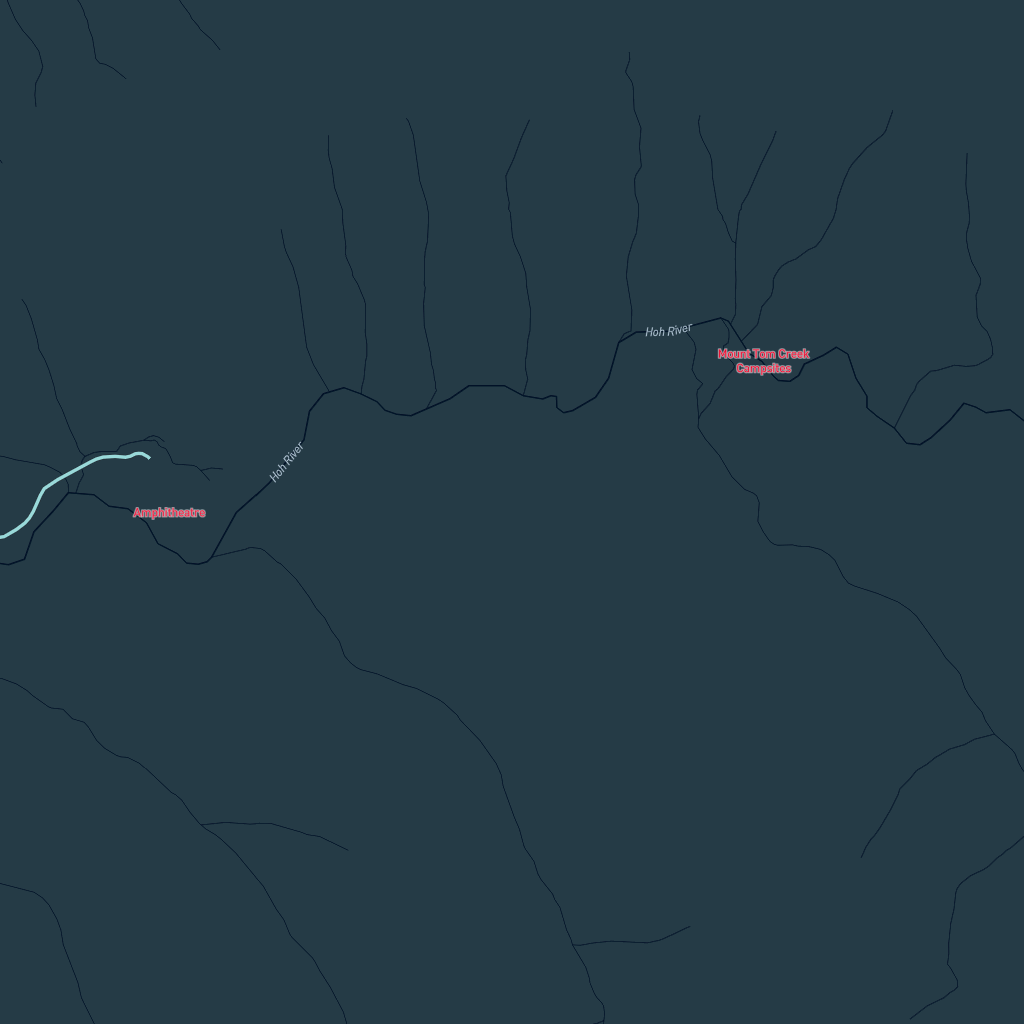 Hoh River
Mount Tom Creek
Campsites
Hoh River
Amphitheatre